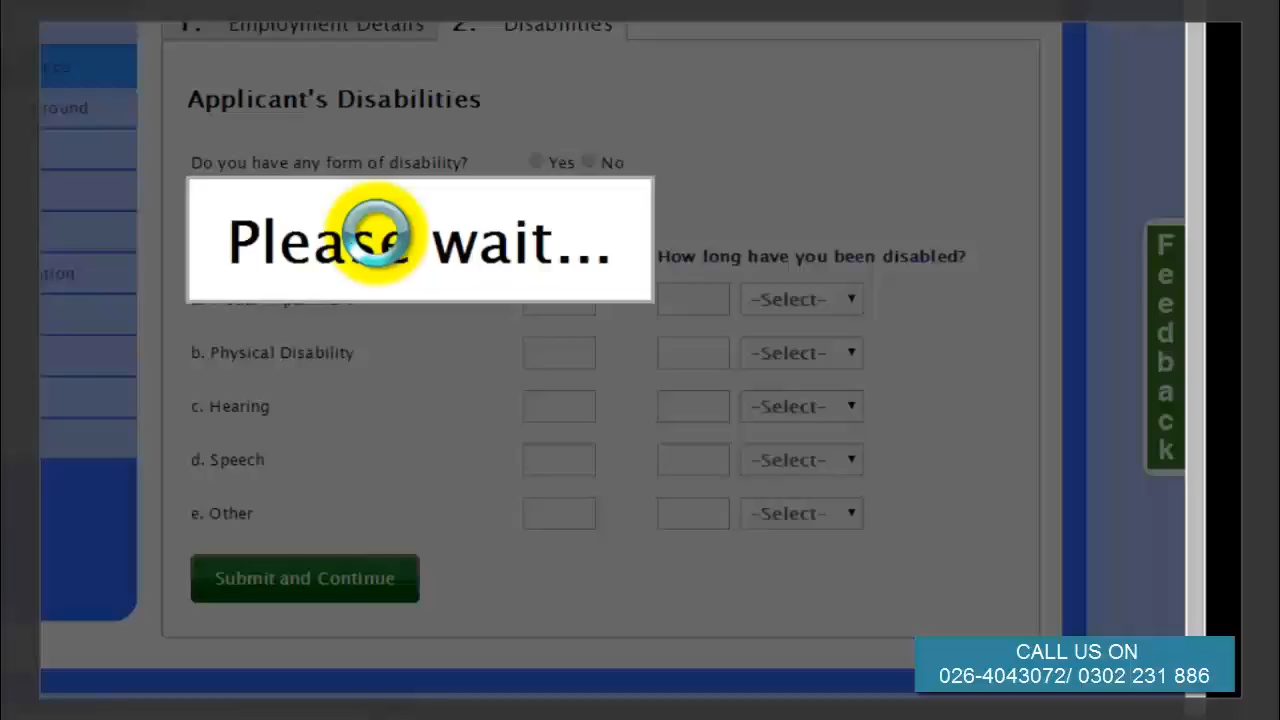 1. Employment Details 2. Disabilities
round
Applicant's Disabilities
Do you have any form of disability? Yes No
Please wait...
How long have you been disabled?
tion
-Select-
b. Physical Disability -Select-
c. Hearing -Select-
d. Speech -Select-
e. Other -Select-
Submit and Continue
Feedback
CALL US ON
026-4043072/ 0302 231 886